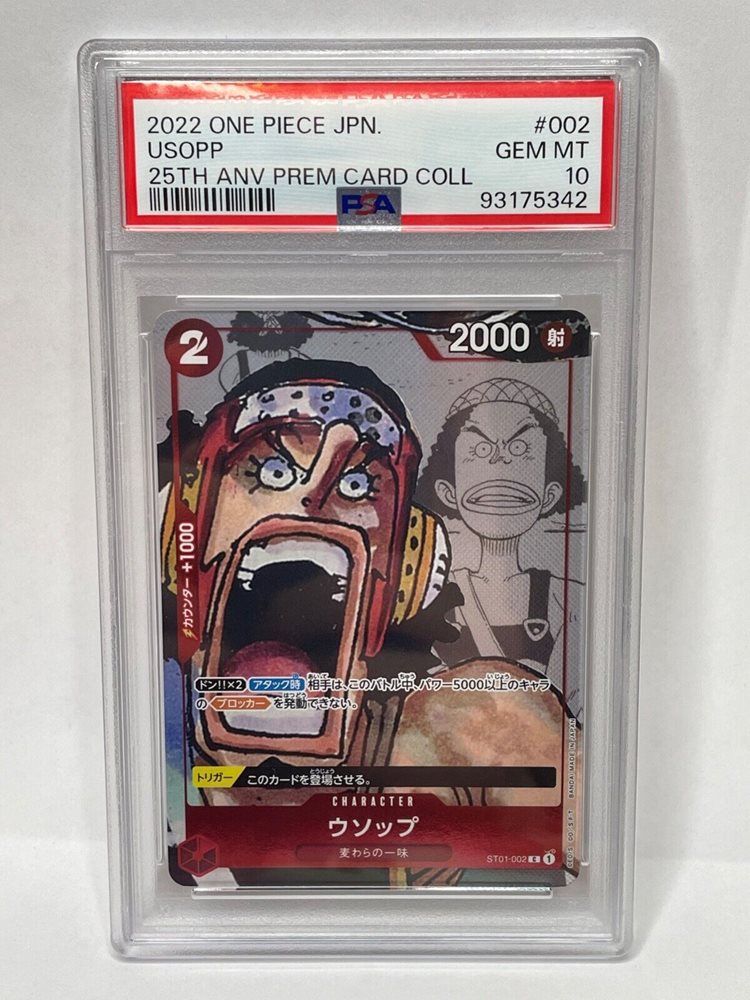 2022 ONE PIECE JPN. #002
USOPP GEM MT
25TH ANV PREM CARD COLL 10
PSA 93175342
2 2000 射
カウンター +1000
ドン!!×2 アタック時 相手は、このバトル中、パワー5000以上のキャラ
の ブロッカー を発動できない。
トリガー このカードを登場させる。
CHARACTER
ウソップ
麦わらの一味
ST01-002 C 1
BANDAI MADE IN JAPAN